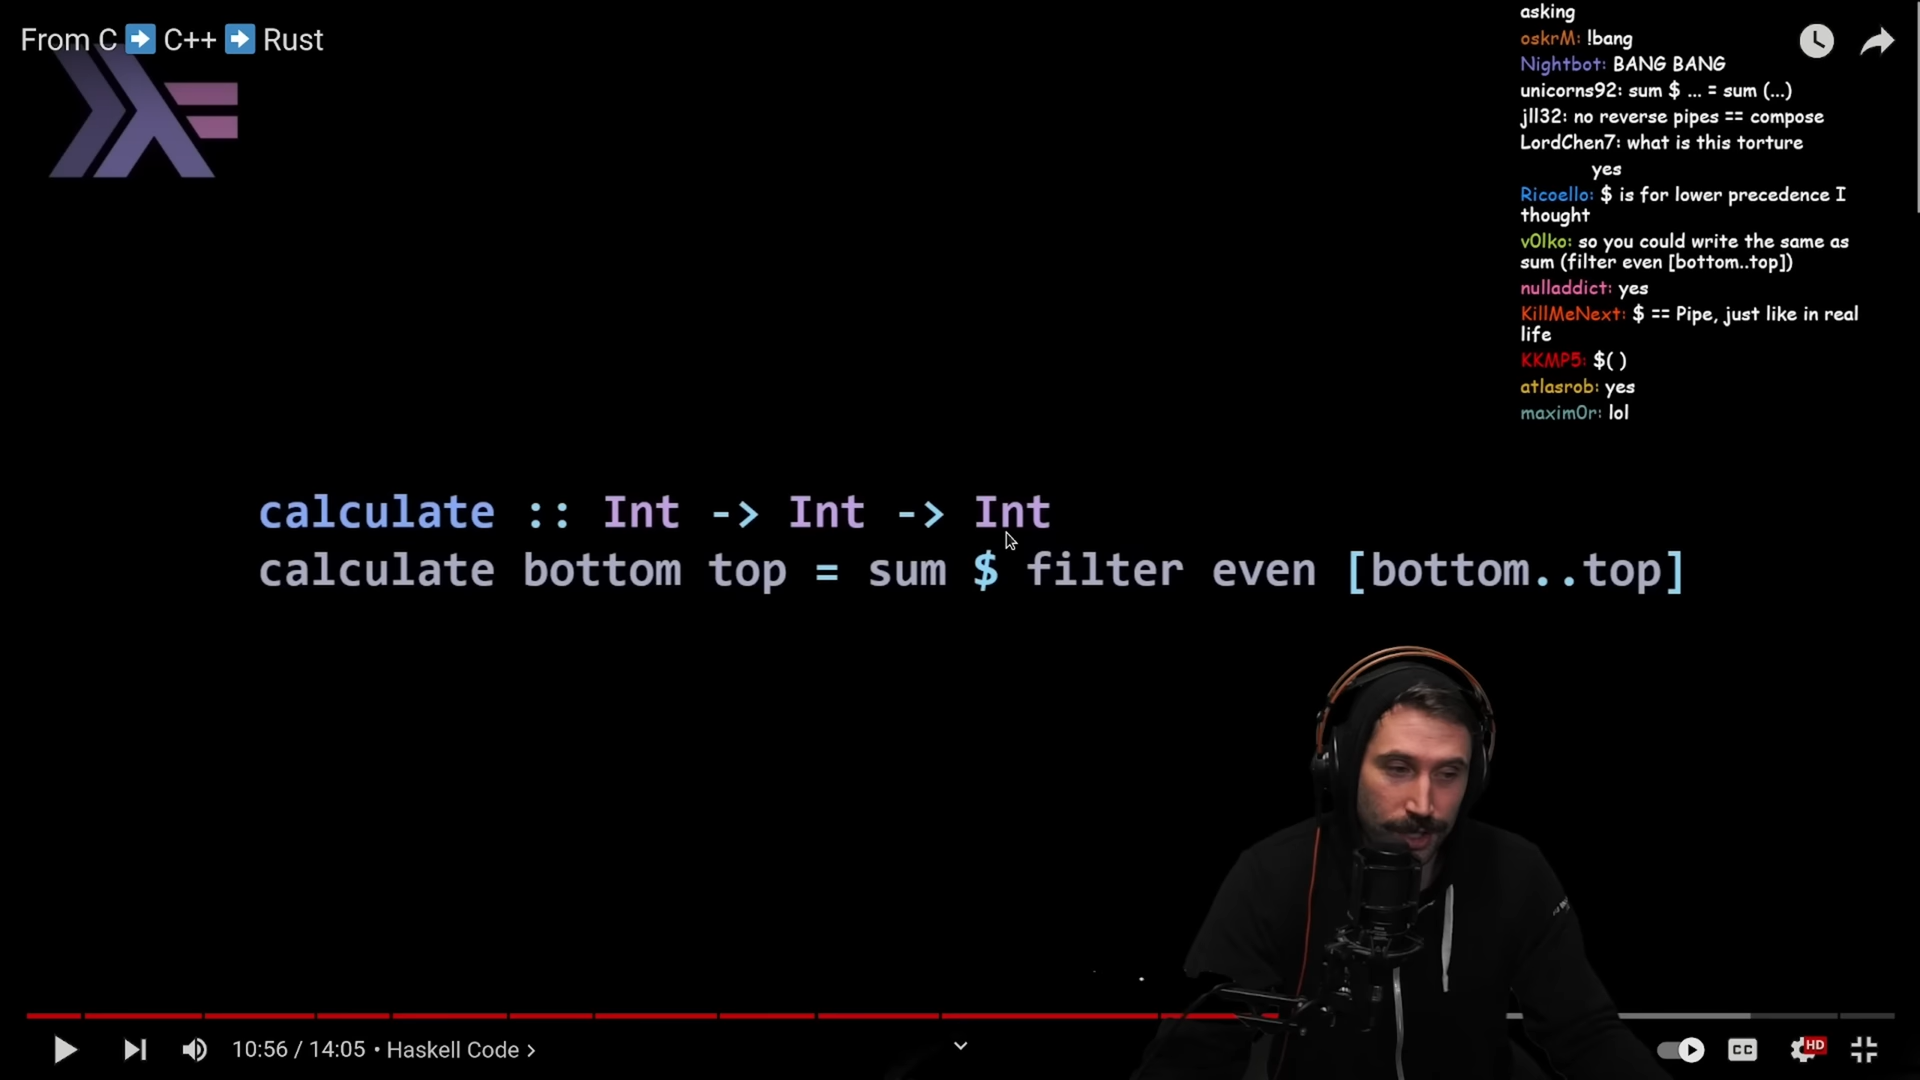 From C ➡ C++ ➡ Rust
asking
oskrM: !bang
Nightbot: BANG BANG
unicorns92: sum $ ... = sum (...)
jll32: no reverse pipes == compose
LordChen7: what is this torture
yes
Ricoello: $ is for lower precedence I
thought
v0lko: so you could write the same as
sum (filter even [bottom..top])
nulladdict: yes
KillMeNext: $ == Pipe, just like in real
life
KKMP5: $( )
atlasrob: yes
maxim0r: lol
calculate :: Int -> Int -> Int
calculate bottom top = sum $ filter even [bottom..top]
10:56 / 14:05 • Haskell Code ›
CC
HD